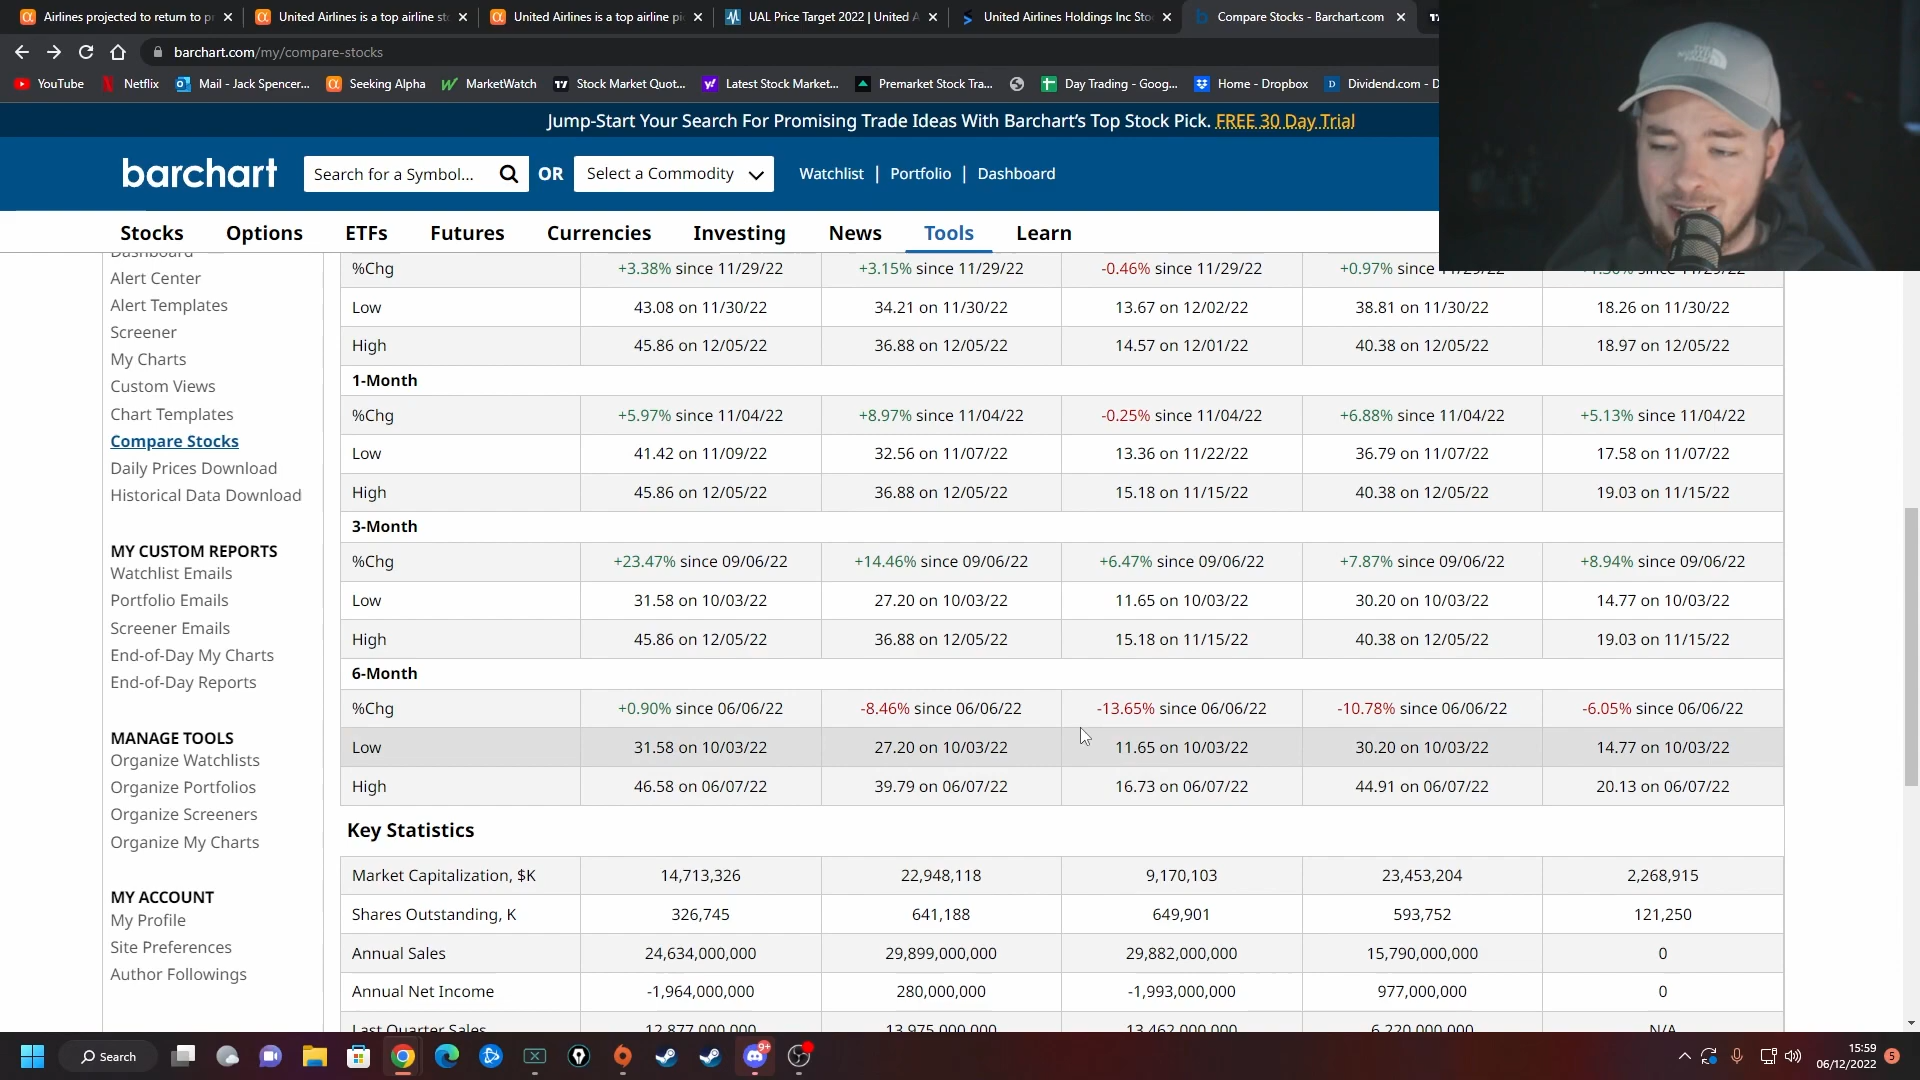 Airlines projected to return to pr
United Airlines is a top airline st
United Airlines is a top airline pi
UAL Price Target 2022 | United A
United Airlines Holdings Inc Sto
Compare Stocks - Barchart.com
barchart.com/my/compare-stocks
YouTube
Netflix
Mail - Jack Spencer...
Seeking Alpha
MarketWatch
Stock Market Quot...
Latest Stock Market...
Premarket Stock Tra...
Day Trading - Goog...
Home - Dropbox
Dividend.com - D
Jump-Start Your Search For Promising Trade Ideas With Barchart's Top Stock Pick. FREE 30 Day Trial
barchart
Search for a Symbol...
OR
Select a Commodity
Watchlist | Portfolio | Dashboard
Stocks Options ETFs Futures Currencies Investing News Tools Learn
Dashboard
Alert Center
Alert Templates
Screener
My Charts
Custom Views
Chart Templates
Compare Stocks
Daily Prices Download
Historical Data Download
MY CUSTOM REPORTS
Watchlist Emails
Portfolio Emails
Screener Emails
End-of-Day My Charts
End-of-Day Reports
MANAGE TOOLS
Organize Watchlists
Organize Portfolios
Organize Screeners
Organize My Charts
MY ACCOUNT
My Profile
Site Preferences
Author Followings
%Chg +3.38% since 11/29/22 +3.15% since 11/29/22 -0.46% since 11/29/22 +0.97% since 11/29/22 since 11/29/22
Low 43.08 on 11/30/22 34.21 on 11/30/22 13.67 on 12/02/22 38.81 on 11/30/22 18.26 on 11/30/22
High 45.86 on 12/05/22 36.88 on 12/05/22 14.57 on 12/01/22 40.38 on 12/05/22 18.97 on 12/05/22
1-Month
%Chg +5.97% since 11/04/22 +8.97% since 11/04/22 -0.25% since 11/04/22 +6.88% since 11/04/22 +5.13% since 11/04/22
Low 41.42 on 11/09/22 32.56 on 11/07/22 13.36 on 11/22/22 36.79 on 11/07/22 17.58 on 11/07/22
High 45.86 on 12/05/22 36.88 on 12/05/22 15.18 on 11/15/22 40.38 on 12/05/22 19.03 on 11/15/22
3-Month
%Chg +23.47% since 09/06/22 +14.46% since 09/06/22 +6.47% since 09/06/22 +7.87% since 09/06/22 +8.94% since 09/06/22
Low 31.58 on 10/03/22 27.20 on 10/03/22 11.65 on 10/03/22 30.20 on 10/03/22 14.77 on 10/03/22
High 45.86 on 12/05/22 36.88 on 12/05/22 15.18 on 11/15/22 40.38 on 12/05/22 19.03 on 11/15/22
6-Month
%Chg +0.90% since 06/06/22 -8.46% since 06/06/22 -13.65% since 06/06/22 -10.78% since 06/06/22 -6.05% since 06/06/22
Low 31.58 on 10/03/22 27.20 on 10/03/22 11.65 on 10/03/22 30.20 on 10/03/22 14.77 on 10/03/22
High 46.58 on 06/07/22 39.79 on 06/07/22 16.73 on 06/07/22 44.91 on 06/07/22 20.13 on 06/07/22
Key Statistics
Market Capitalization, $K 14,713,326 22,948,118 9,170,103 23,453,204 2,268,915
Shares Outstanding, K 326,745 641,188 649,901 593,752 121,250
Annual Sales 24,634,000,000 29,899,000,000 29,882,000,000 15,790,000,000 0
Annual Net Income -1,964,000,000 280,000,000 -1,993,000,000 977,000,000 0
Last Quarter Sales 12,877,000,000 13,975,000,000 13,462,000,000 6,220,000,000 N/A
Search
9+
15:59
06/12/2022
5